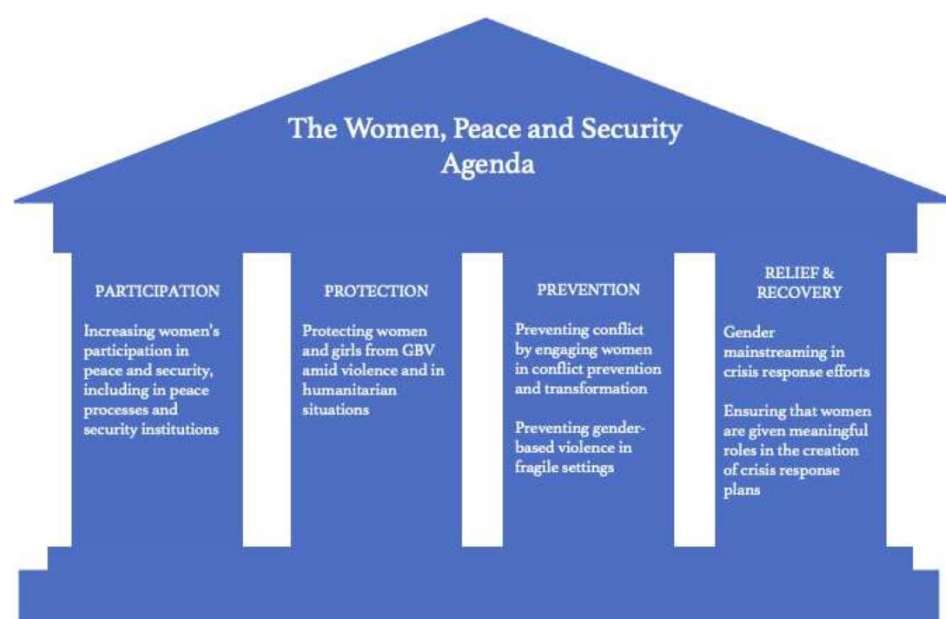 The Women, Peace and Security
Agenda
PARTICIPATION
Increasing women's
participation in
peace and security,
including in peace
processes and
security institutions
PROTECTION
Protecting women
and girls from GBV
amid violence and in
humanitarian
situations
PREVENTION
Preventing conflict
by engaging women
in conflict prevention
and transformation
Preventing gender-
based violence in
fragile settings
RELIEF &
RECOVERY
Gender
mainstreaming in
crisis response efforts
Ensuring that women
are given meaningful
roles in the creation
of crisis response
plans